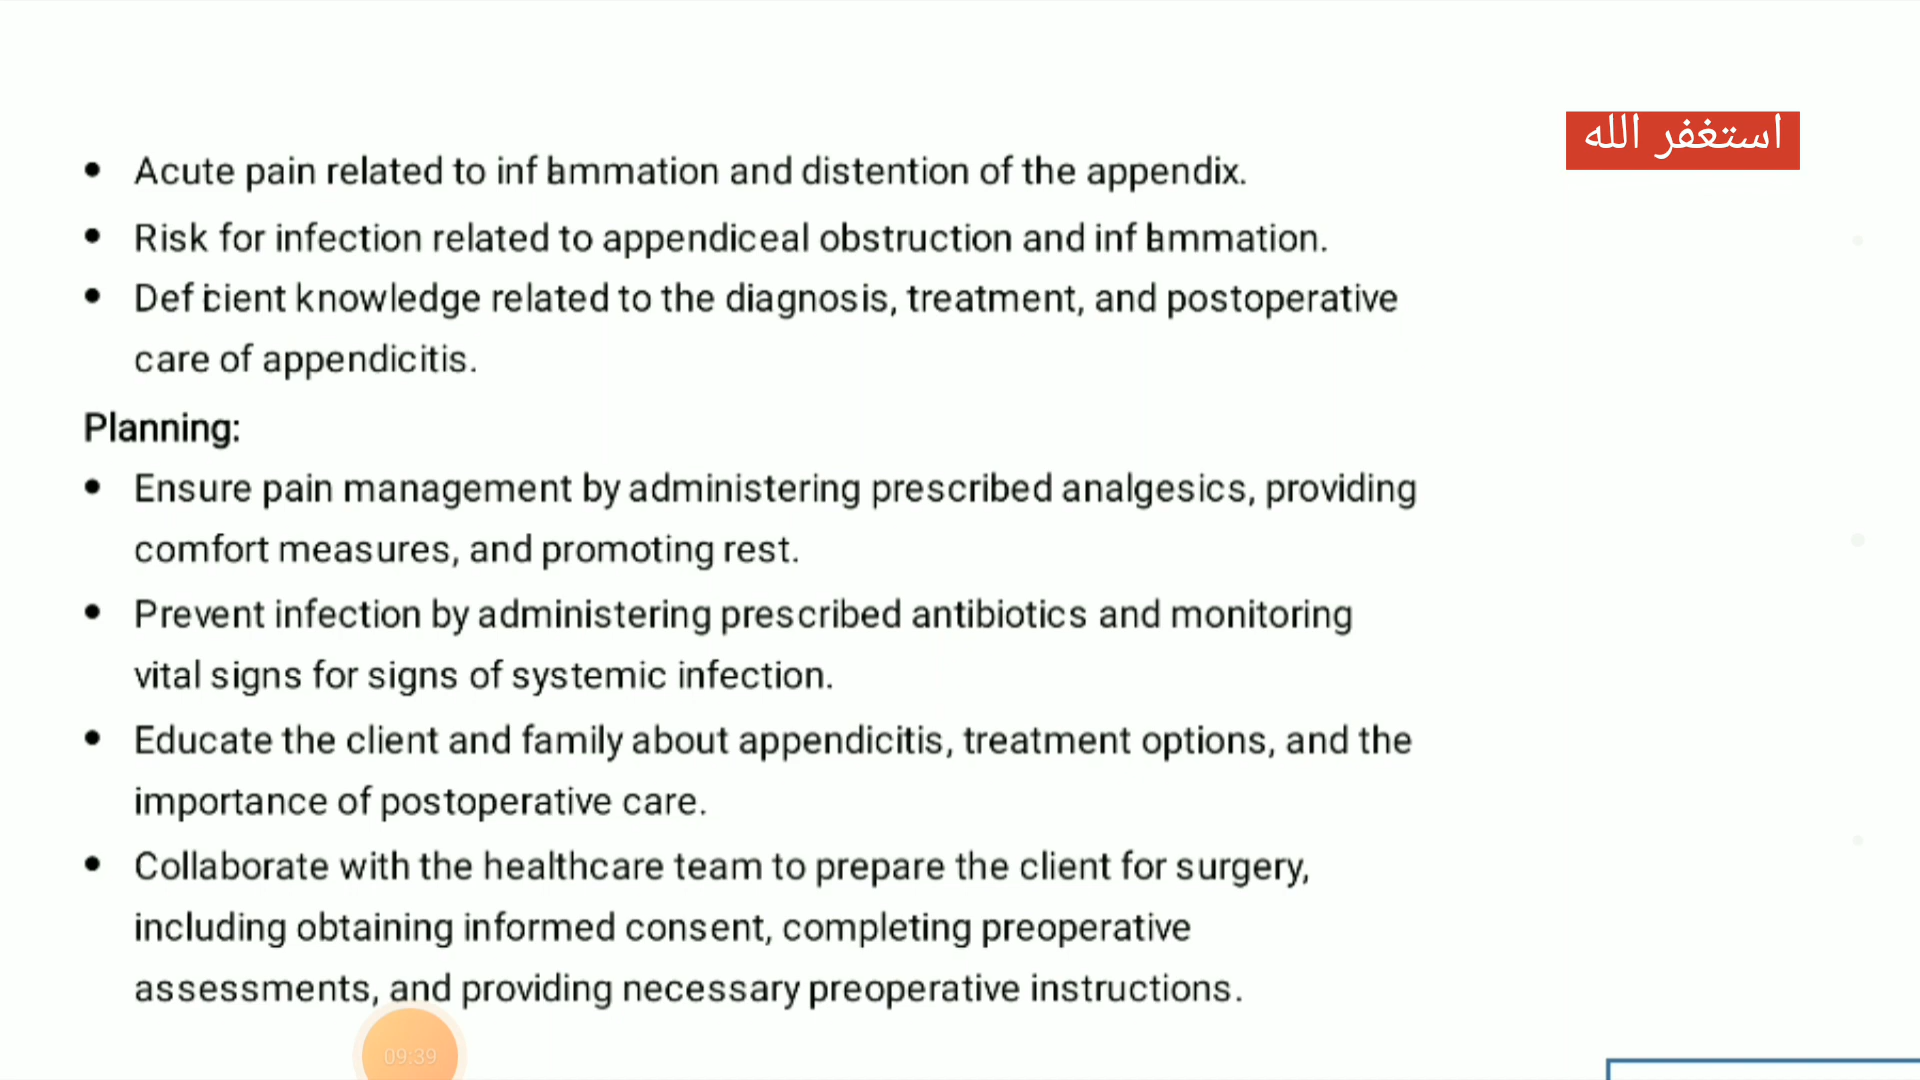 استغفر الله
• Acute pain related to inflammation and distention of the appendix.
• Risk for infection related to appendiceal obstruction and inflammation.
• Deficient knowledge related to the diagnosis, treatment, and postoperative
care of appendicitis.
Planning:
• Ensure pain management by administering prescribed analgesics, providing
comfort measures, and promoting rest.
• Prevent infection by administering prescribed antibiotics and monitoring
vital signs for signs of systemic infection.
• Educate the client and family about appendicitis, treatment options, and the
importance of postoperative care.
• Collaborate with the healthcare team to prepare the client for surgery,
including obtaining informed consent, completing preoperative
assessments, and providing necessary preoperative instructions.
09:39